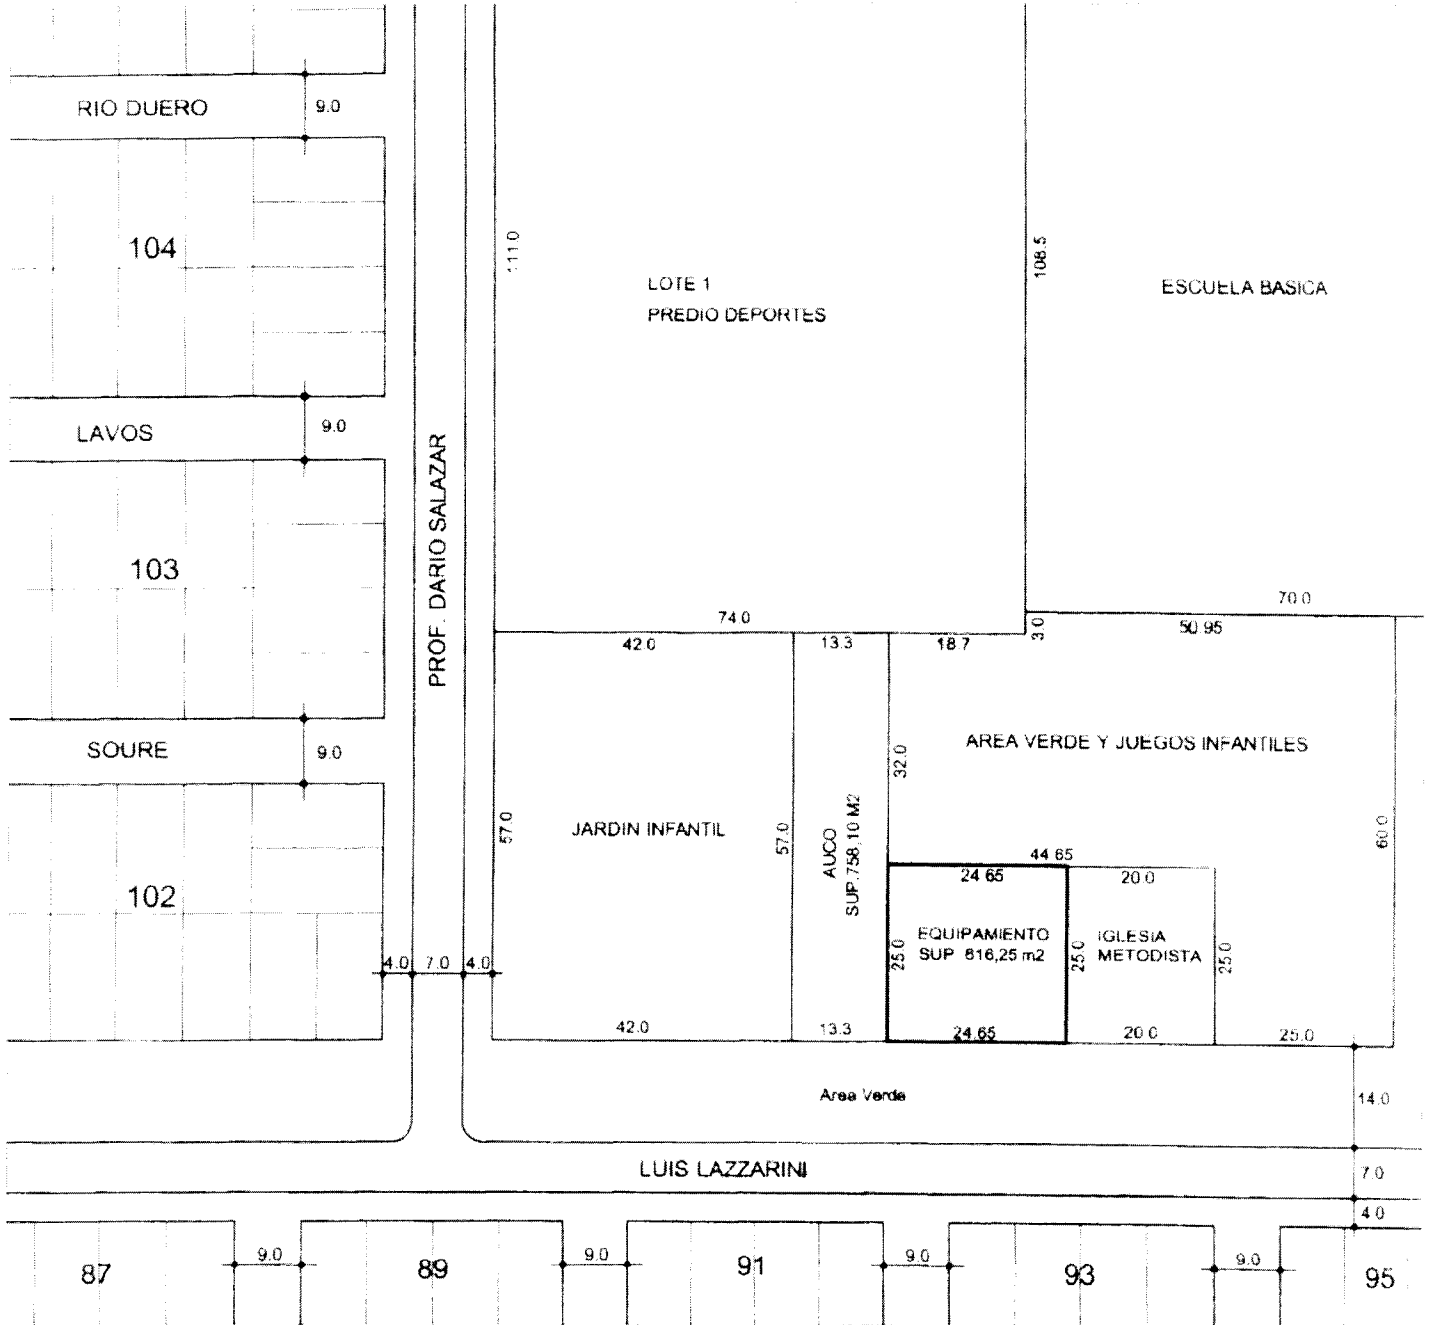 RIO DUERO
9.0
104
111.0
108.5
LOTE 1
PREDIO DEPORTES
ESCUELA BASICA
LAVOS
9.0
PROF. DARIO SALAZAR
103
74.0
70.0
42.0
13.3
18.7
3.0
50.95
SOURE
9.0
32.0
AREA VERDE Y JUEGOS INFANTILES
57.0
JARDIN INFANTIL
57.0
AUCO
SUP.758,10 M2
60.0
44.65
24.65
20.0
102
EQUIPAMIENTO
SUP 616,25 m2
25.0
25.0
IGLESIA
METODISTA
25.0
4.0
7.0
4.0
42.0
13.3
24.65
20.0
25.0
Area Verde
14.0
LUIS LAZZARINI
7.0
4.0
87
9.0
89
9.0
91
9.0
93
9.0
95